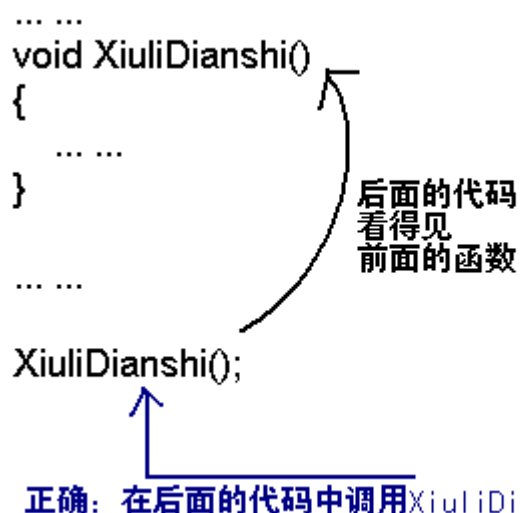 ... ...
void XiuliDianshi()
{
... ...
}
后面的代码
看得见
前面的函数
... ...
XiuliDianshi();
正确：在后面的代码中调用XiuliDi